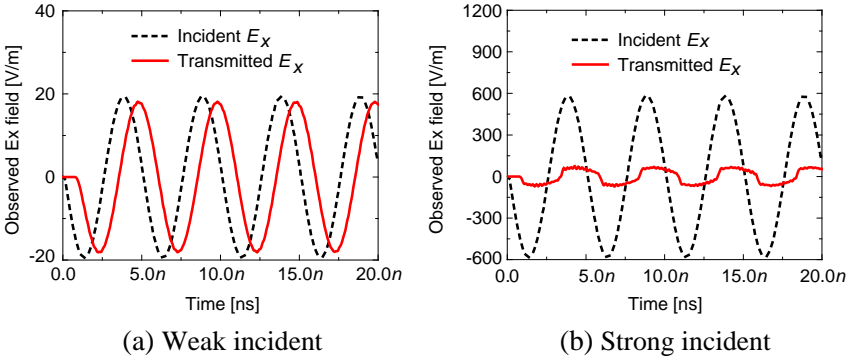 40
20
0
-20
Observed Ex field [V/m]
Incident Ex
Transmitted Ex
0.0 5.0n 10.0n 15.0n 20.0n
Time [ns]
(a) Weak incident
1200
900
600
300
0
-300
-600
Observed Ex field [V/m]
Incident Ex
Transmitted Ex
0.0 5.0n 10.0n 15.0n 20.0n
Time [ns]
(b) Strong incident